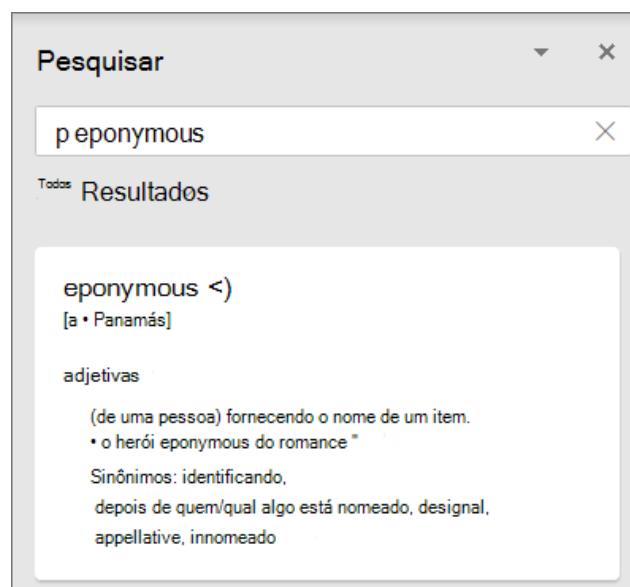 Pesquisar
p eponymous
Todos Resultados
eponymous <)
[a • Panamás]
adjetivas
(de uma pessoa) fornecendo o nome de um item.
• o herói eponymous do romance "
Sinônimos: identificando,
depois de quem/qual algo está nomeado, designal,
appellative, innomeado